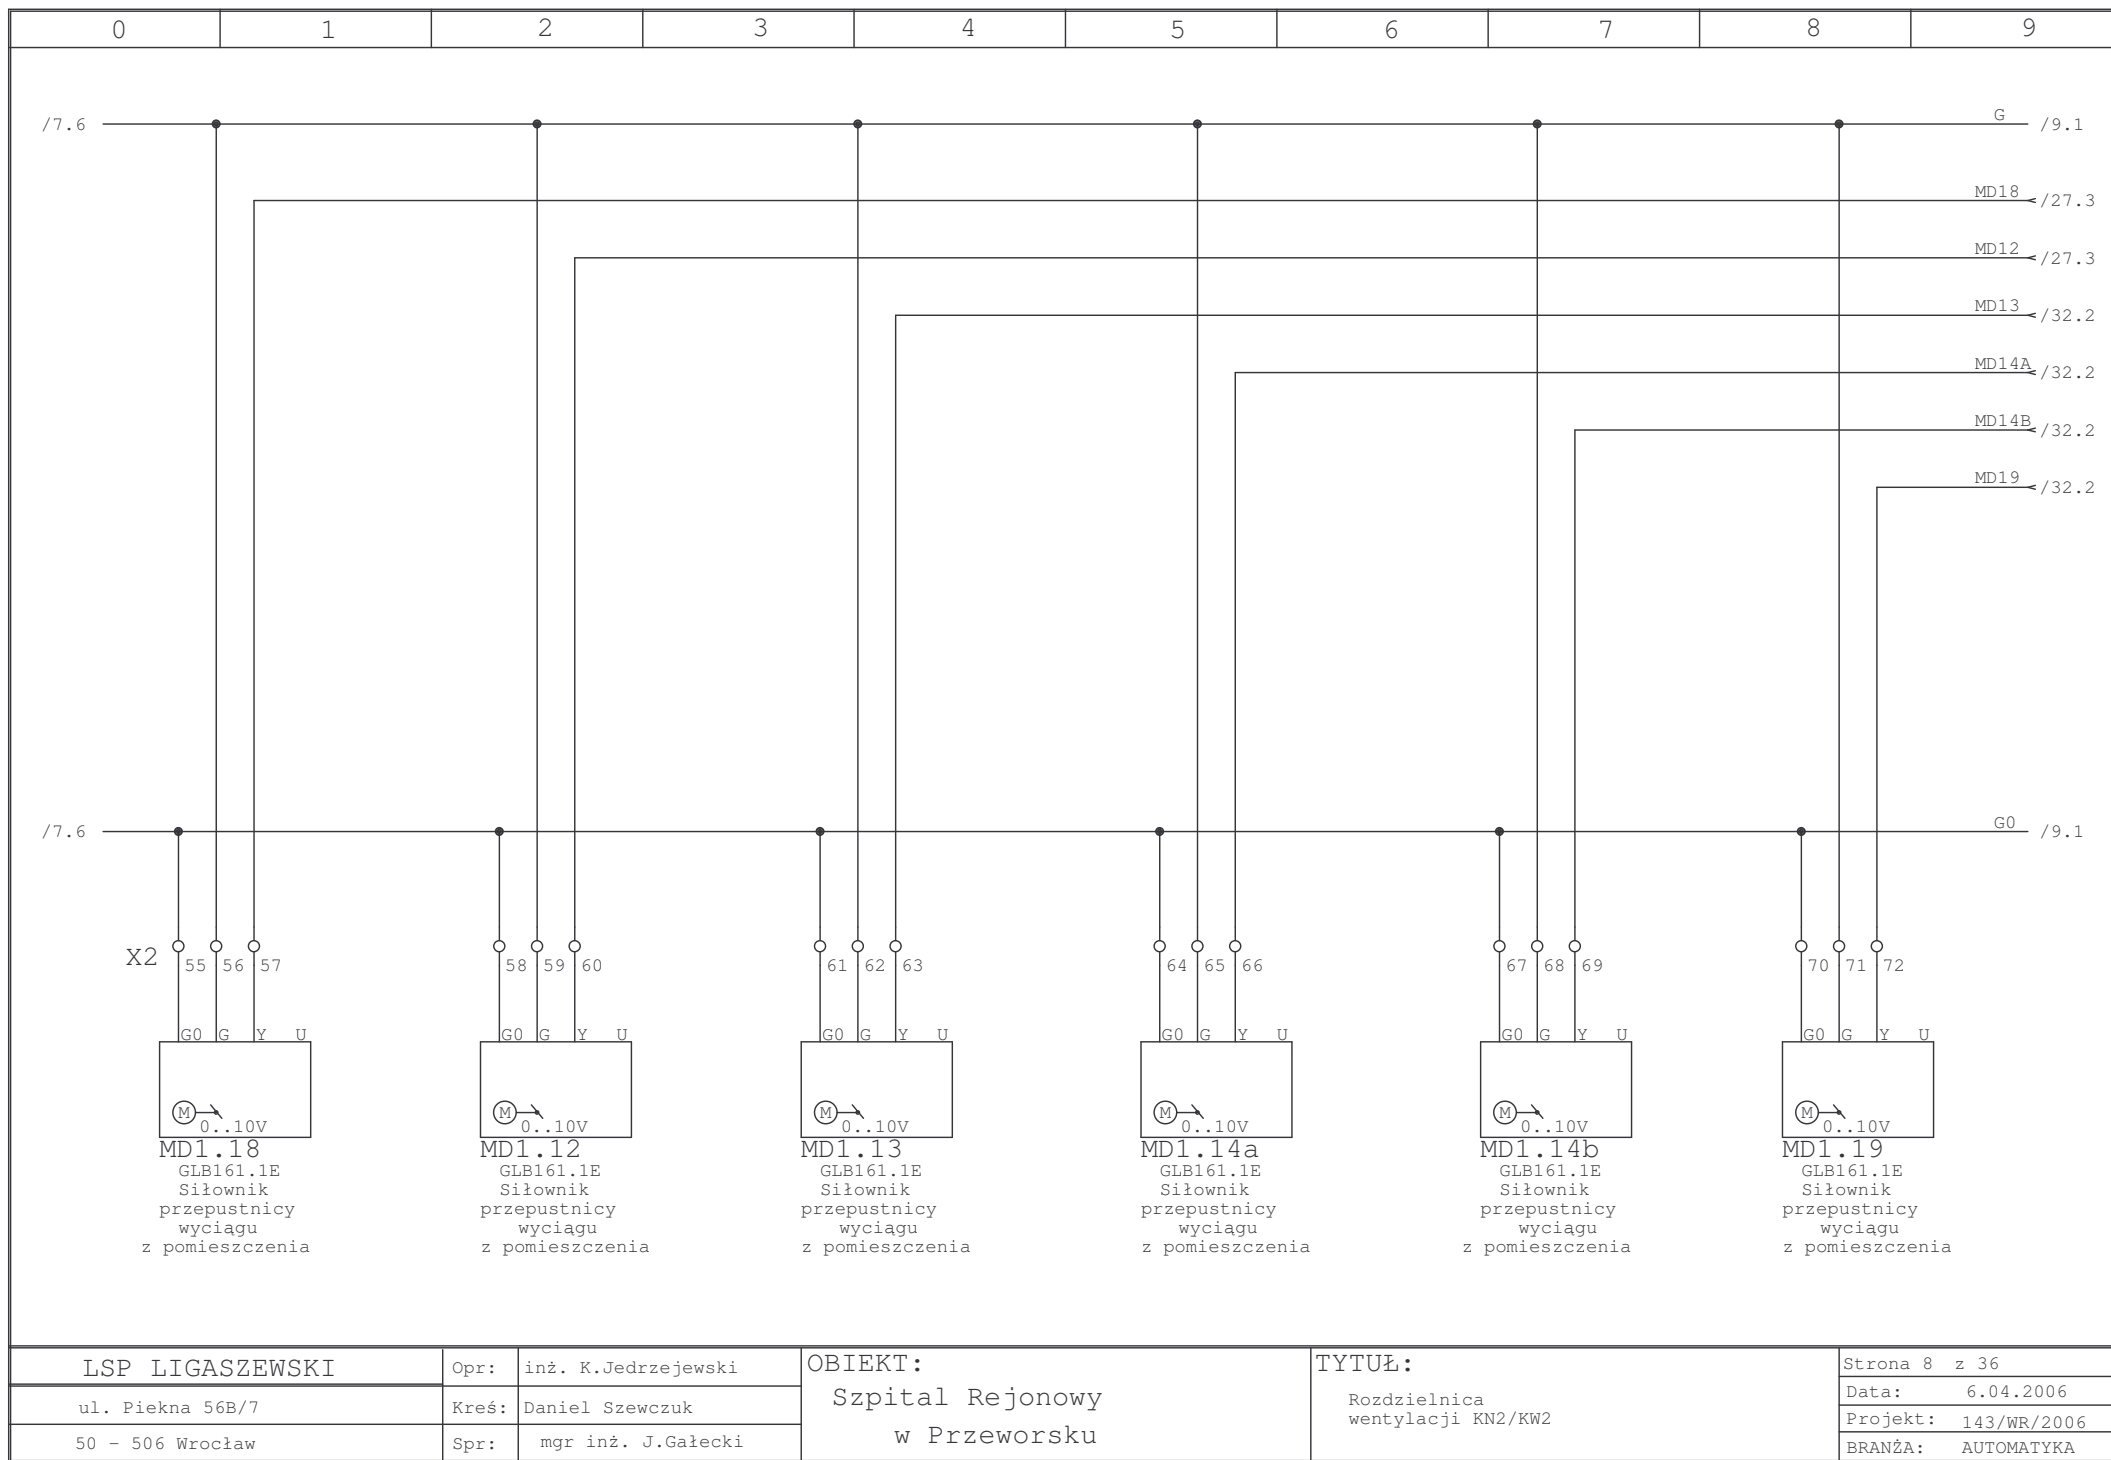 0 1 2 3 4 5 6 7 8 9
/7.6 G /9.1
MD18 /27.3
MD12 /27.3
MD13 /32.2
MD14A /32.2
MD14B /32.2
MD19 /32.2
/7.6 G0 /9.1
X2 55 56 57 58 59 60 61 62 63 64 65 66 67 68 69 70 71 72
G0 G Y U G0 G Y U G0 G Y U G0 G Y U G0 G Y U G0 G Y U
M M M M M M
0..10V 0..10V 0..10V 0..10V 0..10V 0..10V
MD1.18 MD1.12 MD1.13 MD1.14a MD1.14b MD1.19
GLB161.1E GLB161.1E GLB161.1E GLB161.1E GLB161.1E GLB161.1E
Siłownik Siłownik Siłownik Siłownik Siłownik Siłownik
przepustnicy przepustnicy przepustnicy przepustnicy przepustnicy przepustnicy
wyciągu wyciągu wyciągu wyciągu wyciągu wyciągu
z pomieszczenia z pomieszczenia z pomieszczenia z pomieszczenia z pomieszczenia z pomieszczenia
LSP LIGASZEWSKI
ul. Piekna 56B/7
50 - 506 Wrocław
Opr: inż. K.Jedrzejewski
Kreś: Daniel Szewczuk
Spr: mgr inż. J.Gałecki
OBIEKT:
Szpital Rejonowy
w Przeworsku
TYTUŁ:
Rozdzielnica
wentylacji KN2/KW2
Strona 8 z 36
Data: 6.04.2006
Projekt: 143/WR/2006
BRANŻA: AUTOMATYKA